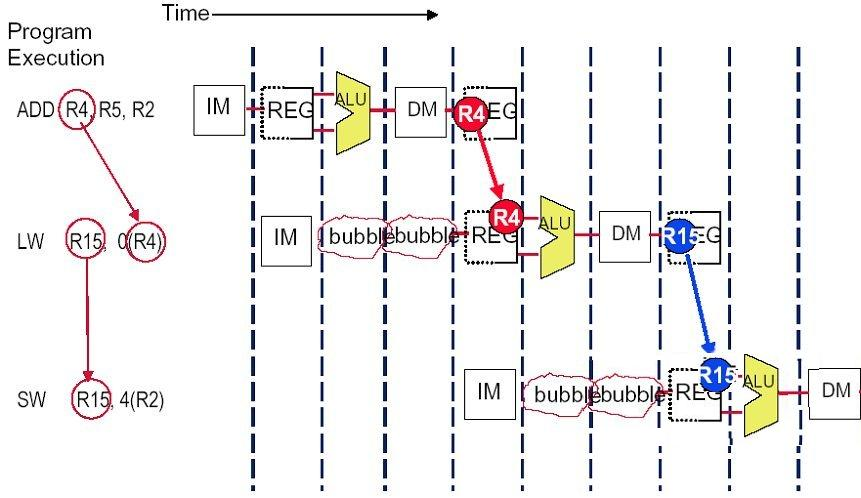 Time
Program
Execution
ADD R4, R5, R2
IM REG ALU DM R4 EG
LW R15, 0(R4)
IM bubble bubble REG R4 ALU DM R15 EG
SW R15, 4(R2)
IM bubble bubble REG R15 ALU DM